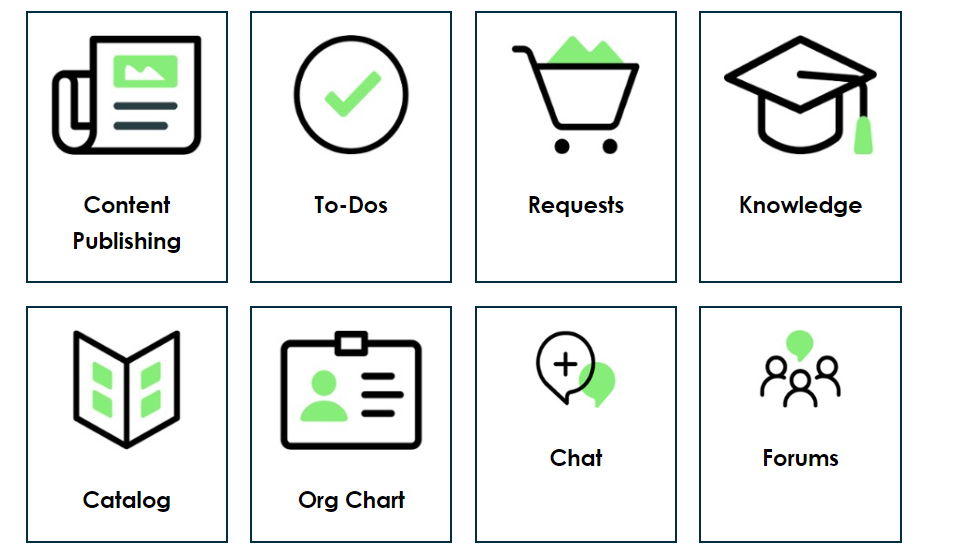 Content
Publishing
To-Dos
Requests
Knowledge
Catalog
Org Chart
Chat
Forums